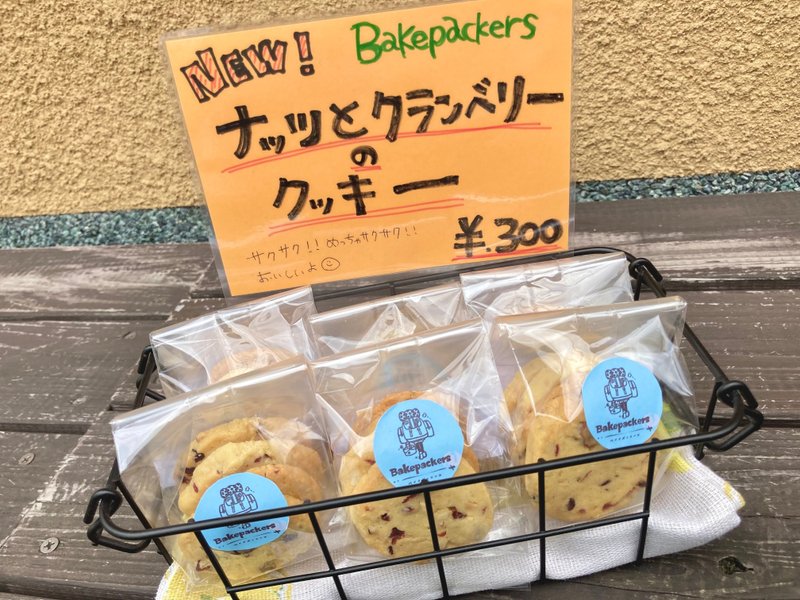 NEW! Bakepackers
ナッツとクランベリー
の
クッキー
¥.300
サクサク!! めっちゃサクサク!!
おいしいよ☺
Bakepackers
Bakepackers
Bakepackers